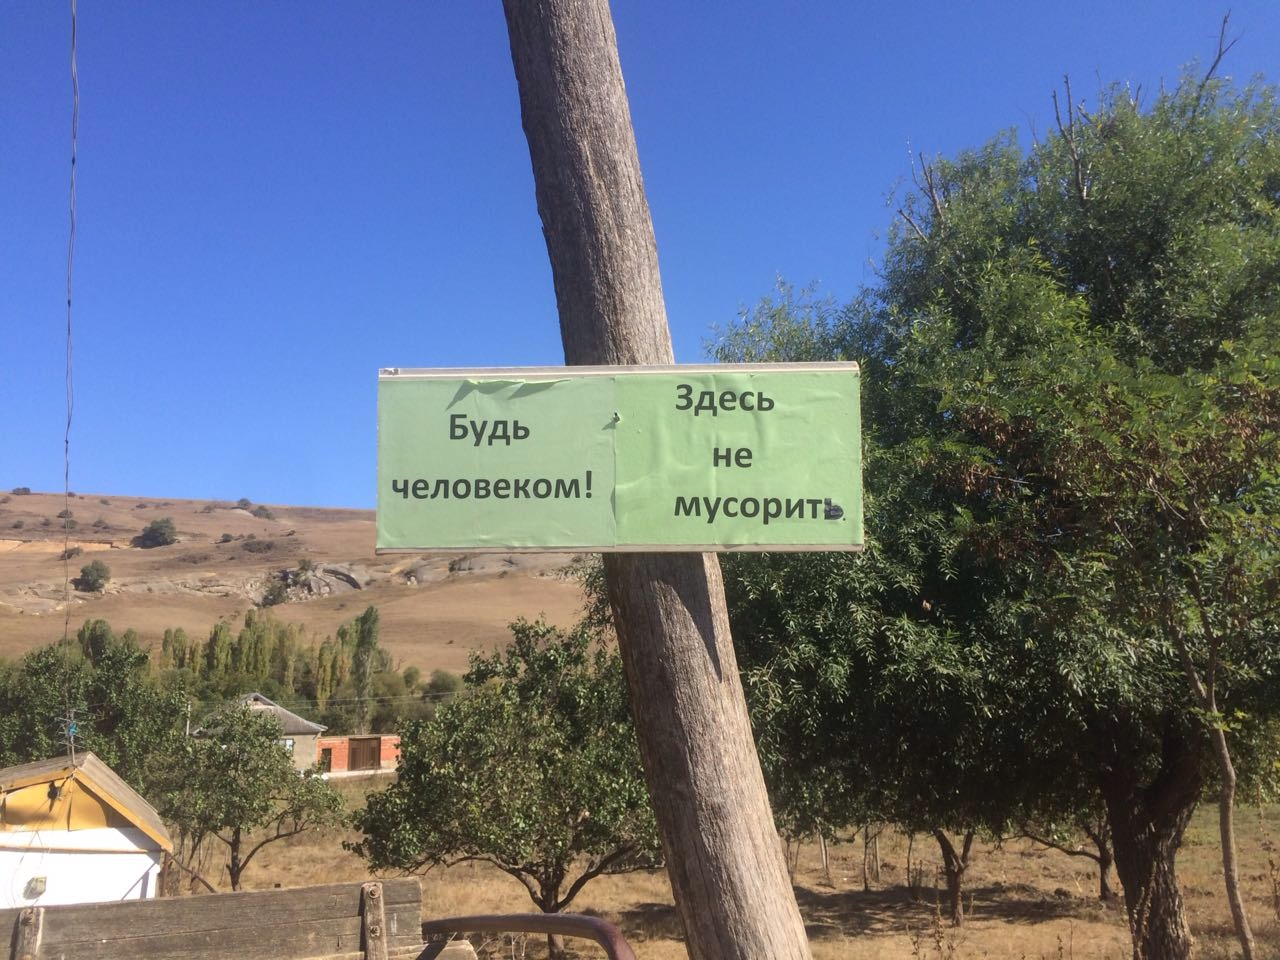 Будь
человеком!
Здесь
не
мусорить